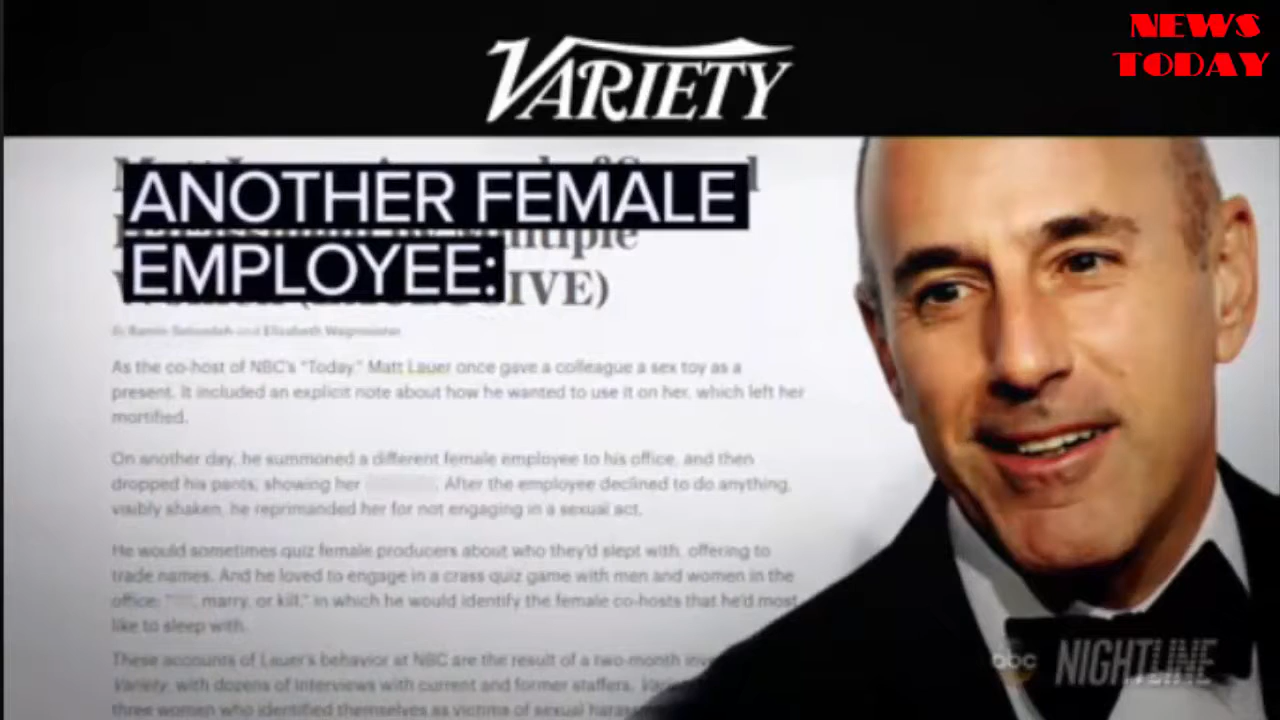 NEWS
TODAY
VARIETY
ANOTHER FEMALE
EMPLOYEE:
IVE)
By Ramin Setoodeh and Elizabeth Wagmeister
As the co-host of NBC's "Today," Matt Lauer once gave a colleague a sex toy as a
present. It included an explicit note about how he wanted to use it on her, which left her
mortified.
On another day, he summoned a different female employee to his office, and then
dropped his pants, showing her . After the employee declined to do anything,
visibly shaken, he reprimanded her for not engaging in a sexual act.
He would sometimes quiz female producers about who they'd slept with, offering to
trade names. And he loved to engage in a crass quiz game with men and women in the
office: " , marry, or kill," in which he would identify the female co-hosts that he'd most
like to sleep with.
These accounts of Lauer's behavior at NBC are the result of a two-month
Variety, with dozens of interviews with current and former staffers.
three women who identified themselves as victims of sexual
abc NIGHTLINE